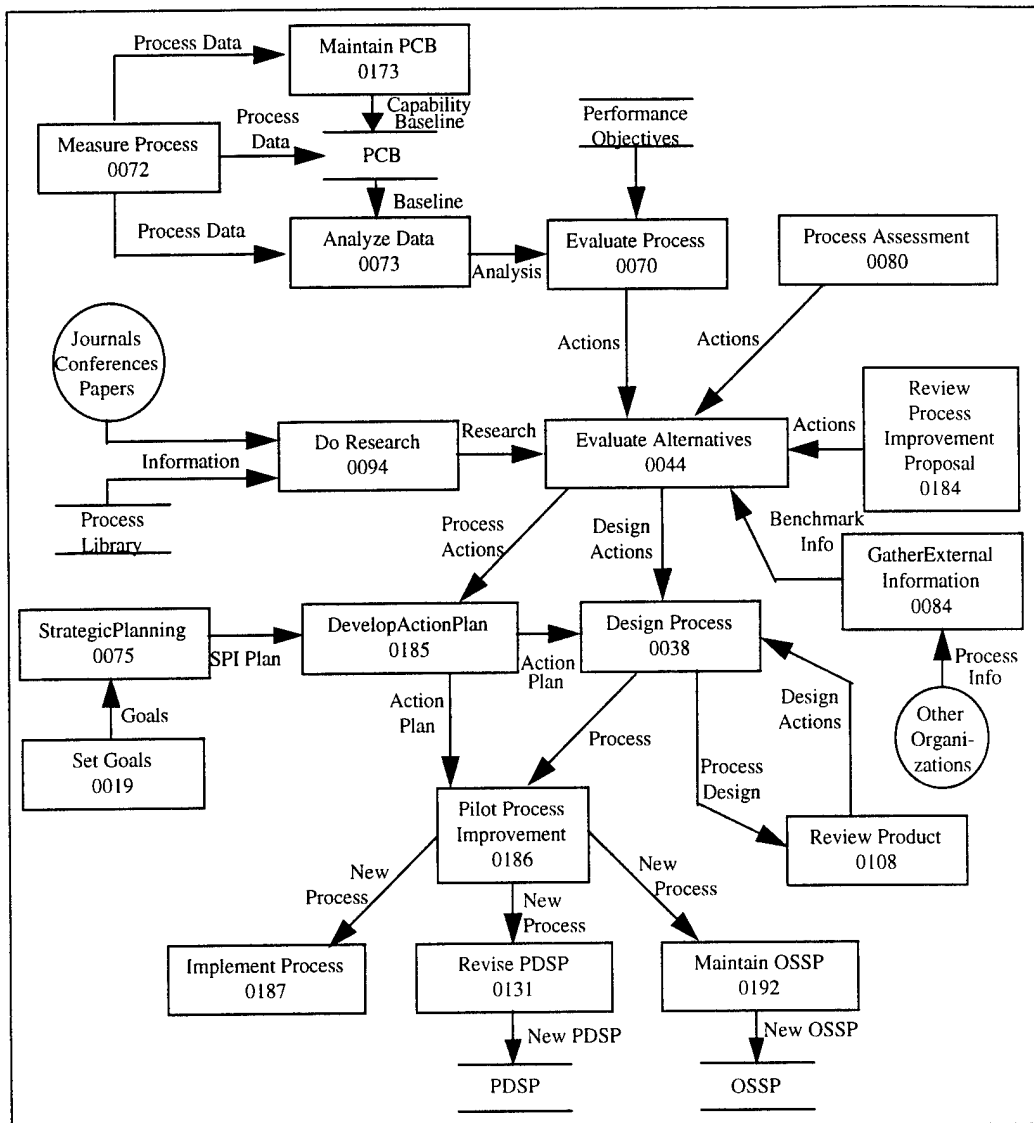 Process Data
Maintain PCB
0173
Capability
Baseline
Process
Data
Measure Process
0072
PCB
Performance
Objectives
Baseline
Process Data
Analyze Data
0073
Analysis
Evaluate Process
0070
Process Assessment
0080
Actions
Actions
Journals
Conferences
Papers
Review
Process
Improvement
Proposal
0184
Actions
Research
Do Research
0094
Evaluate Alternatives
0044
Information
Process
Library
Process
Actions
Design
Actions
Benchmark
Info
GatherExternal
Information
0084
StrategicPlanning
0075
SPI Plan
DevelopActionPlan
0185
Action
Plan
Design Process
0038
Process
Info
Goals
Action
Plan
Design
Actions
Other
Organi-
zations
Set Goals
0019
Process
Process
Design
Pilot Process
Improvement
0186
Review Product
0108
New
Process
New
Process
New
Process
Implement Process
0187
Revise PDSP
0131
Maintain OSSP
0192
New PDSP
New OSSP
PDSP
OSSP